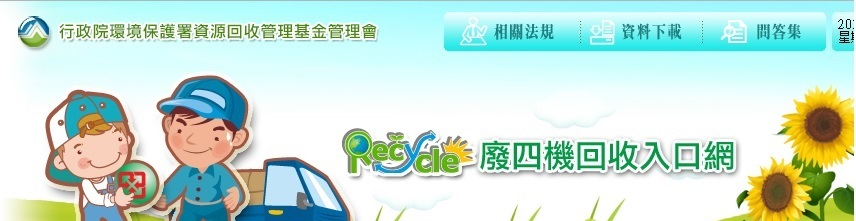 行政院環境保護署資源回收管理基金管理會
相關法規 資料下載 問答集
Recycle 廢四機回收入口網